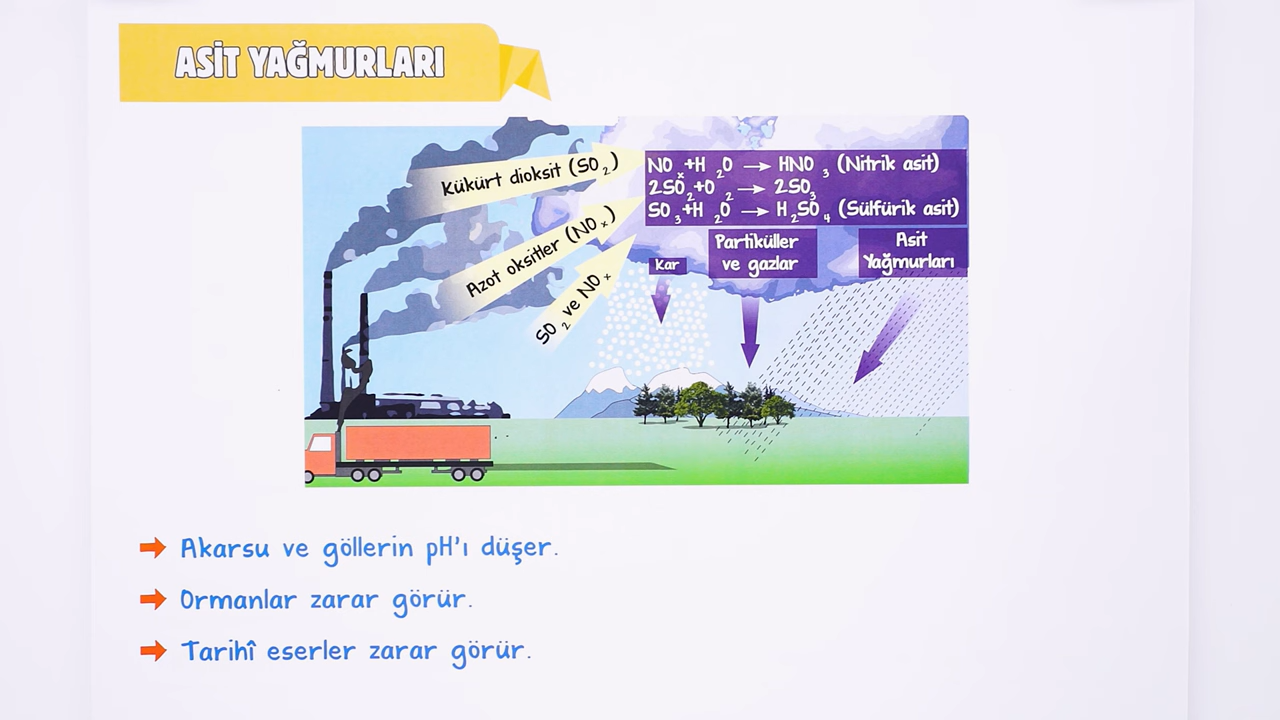 ASİT YAĞMURLARI
Kükürt dioksit (SO₂)
Azot oksitler (NOₓ)
SO₂ ve NOₓ
NOₓ+H₂O → HNO₃ (Nitrik asit)
2SO₂+O₂ → 2SO₃
SO₃+H₂O → H₂SO₄ (Sülfürik asit)
Kar
Partiküller
ve gazlar
Asit
Yağmurları
Akarsu ve göllerin pH'ı düşer.
Ormanlar zarar görür.
Tarihî eserler zarar görür.